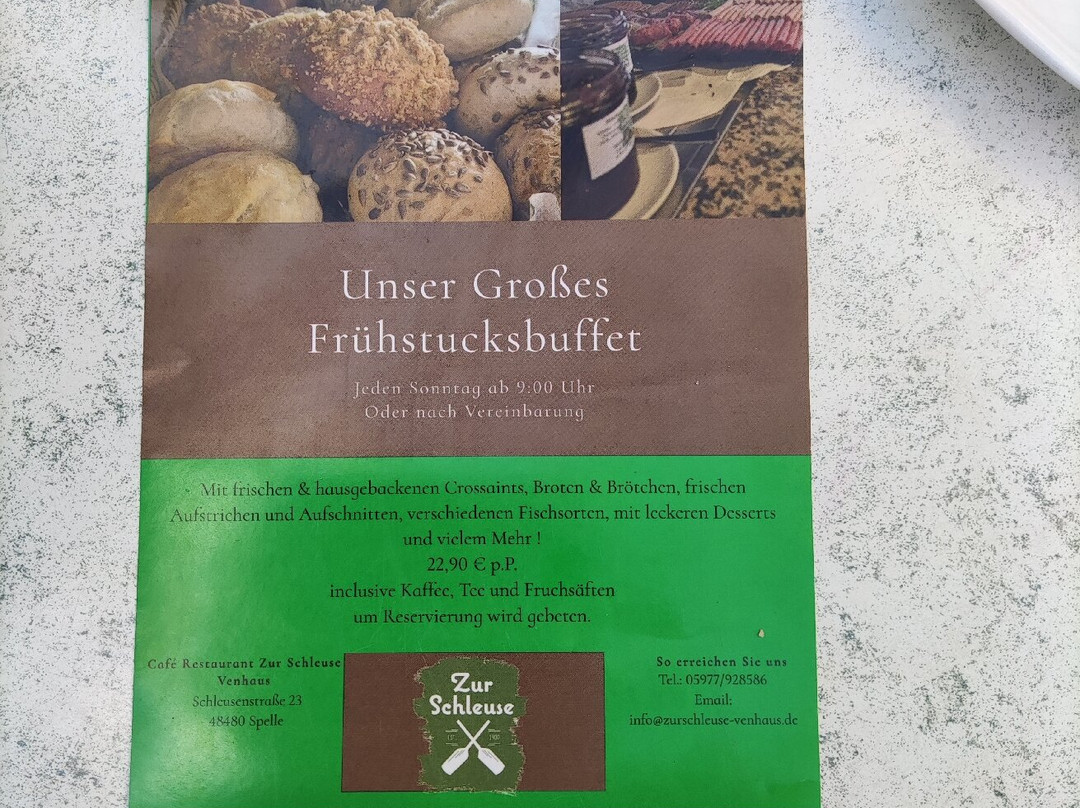 Unser Großes
Frühstucksbuffet
Jeden Sonntag ab 9:00 Uhr
Oder nach Vereinbarung
Mit frischen & hausgebackenen Crossaints, Broten & Brötchen, frischen
Aufstrichen und Aufschnitten, verschiedenen Fischsorten, mit leckeren Desserts
und vielem Mehr !
22,90 € p.P.
inclusive Kaffee, Tee und Fruchsäften
um Reservierung wird gebeten.
Café Restaurant Zur Schleuse
Venhaus
Schleusenstraße 23
48480 Spelle
Zur
Schleuse
So erreichen Sie uns
Tel.: 05977/928586
Email:
info@zurschleuse-venhaus.de